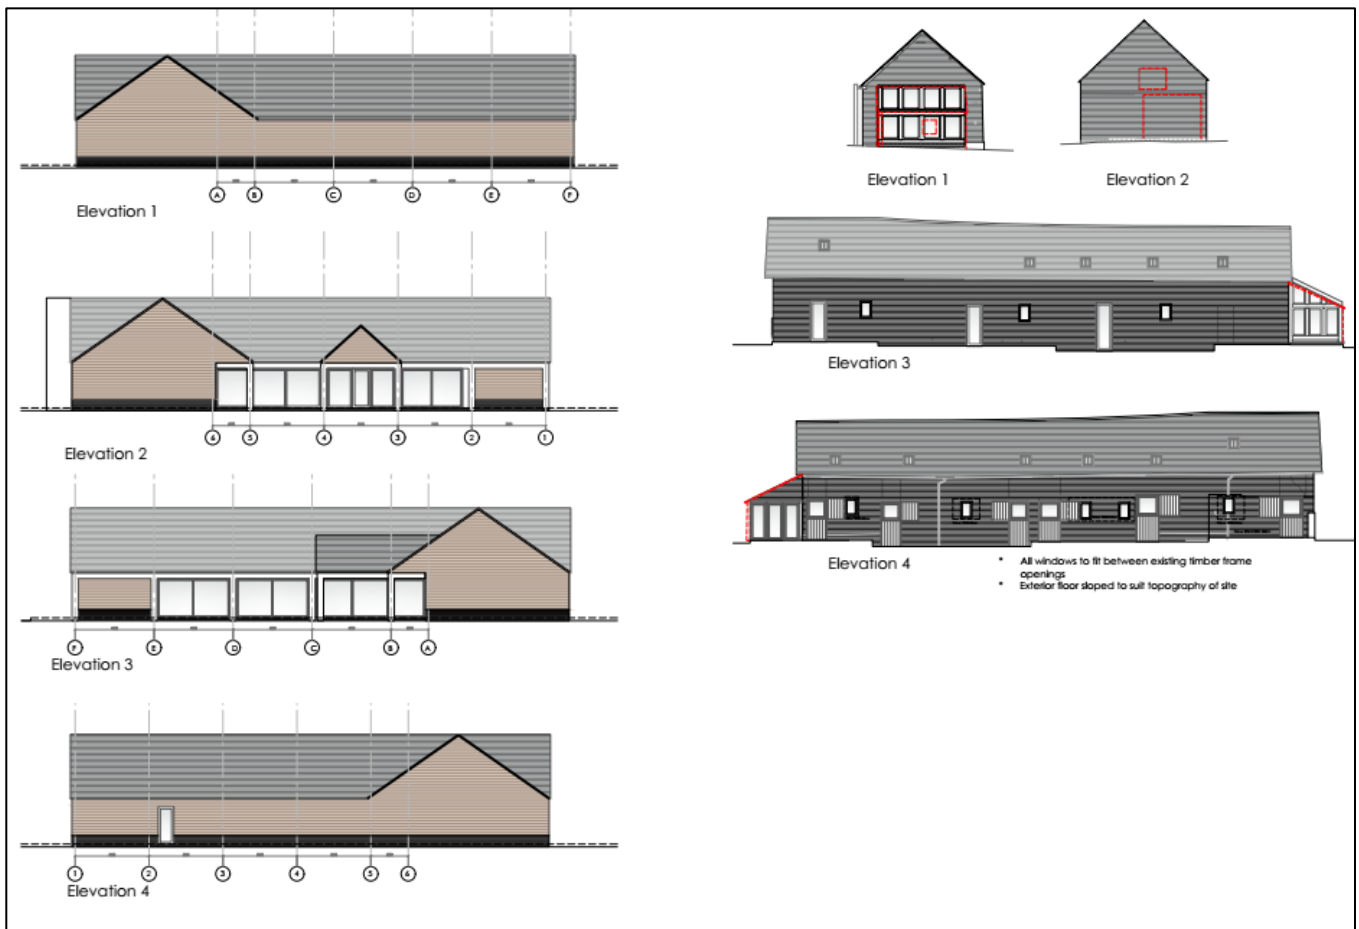 A B C D E F
Elevation 1
6 5 4 3 2 1
Elevation 2
F E D C B A
Elevation 3
1 2 3 4 5 6
Elevation 4
Elevation 1
Elevation 2
Elevation 3
Elevation 4
* All windows to fit between existing timber frame
openings
* Exterior floor sloped to suit topography of site